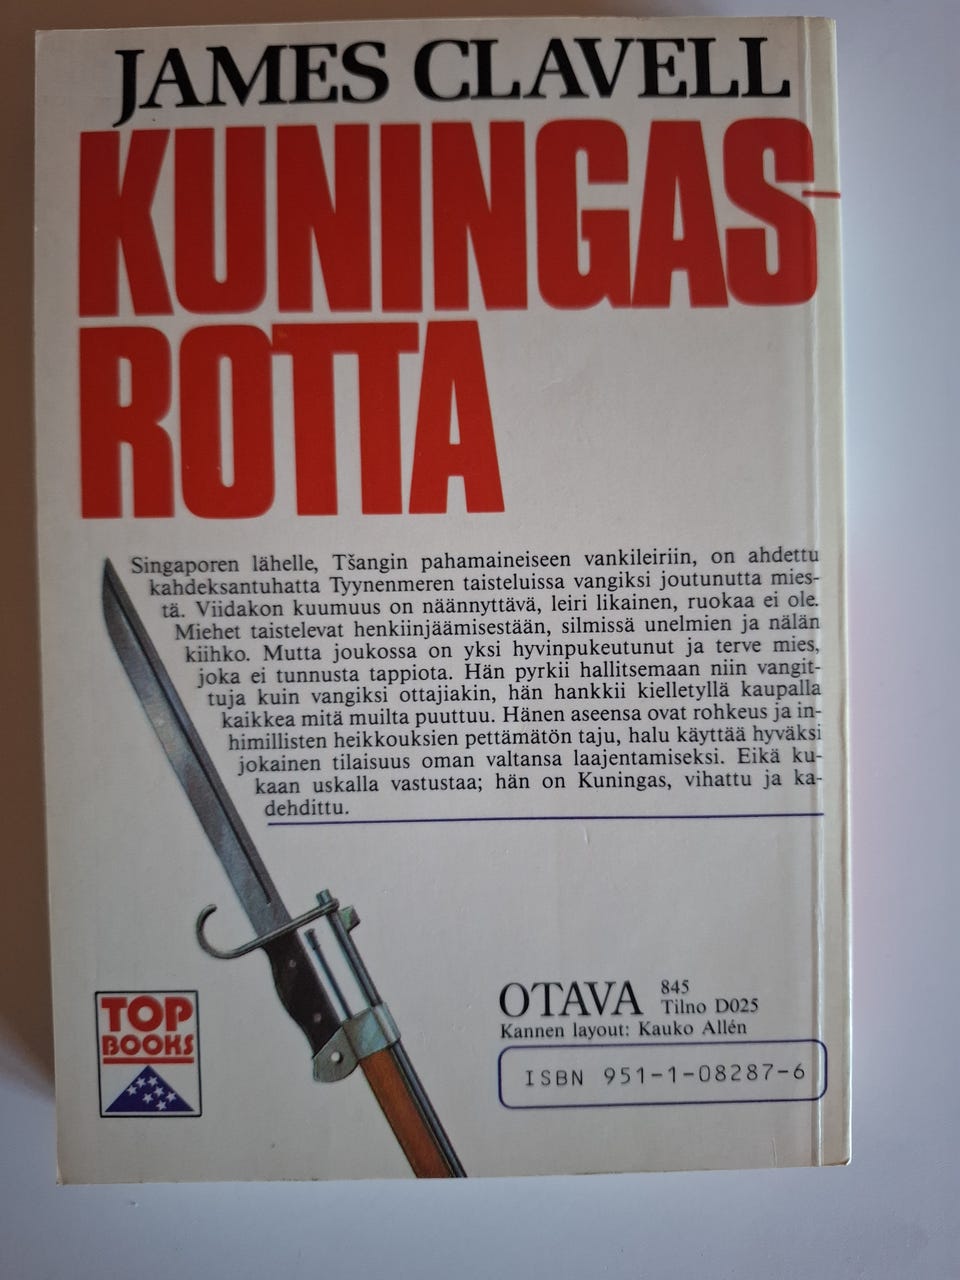 JAMES CLAVELL
KUNINGAS-
ROTTA
Singaporen lähelle, Tšangin pahamaineiseen vankileiriin, on ahdettu
kahdeksantuhatta Tyynenmeren taisteluissa vangiksi joutunutta mies-
tä. Viidakon kuumuus on näännyttävä, leiri likainen, ruokaa ei ole.
Miehet taistelevat henkiinjäämisestään, silmissä unelmien ja nälän
kiihko. Mutta joukossa on yksi hyvinpukeutunut ja terve mies,
joka ei tunnusta tappiota. Hän pyrkii hallitsemaan niin vangit-
tuja kuin vangiksi ottajiakin, hän hankkii kielletyllä kaupalla
kaikkea mitä muilta puuttuu. Hänen aseensa ovat rohkeus ja in-
himillisten heikkouksien pettämätön taju, halu käyttää hyväksi
jokainen tilaisuus oman valtansa laajentamiseksi. Eikä ku-
kaan uskalla vastustaa; hän on Kuningas, vihattu ja ka-
dehdittu.
TOP
BOOKS
OTAVA 845
Tilno D025
Kannen layout: Kauko Allén
ISBN 951-1-08287-6